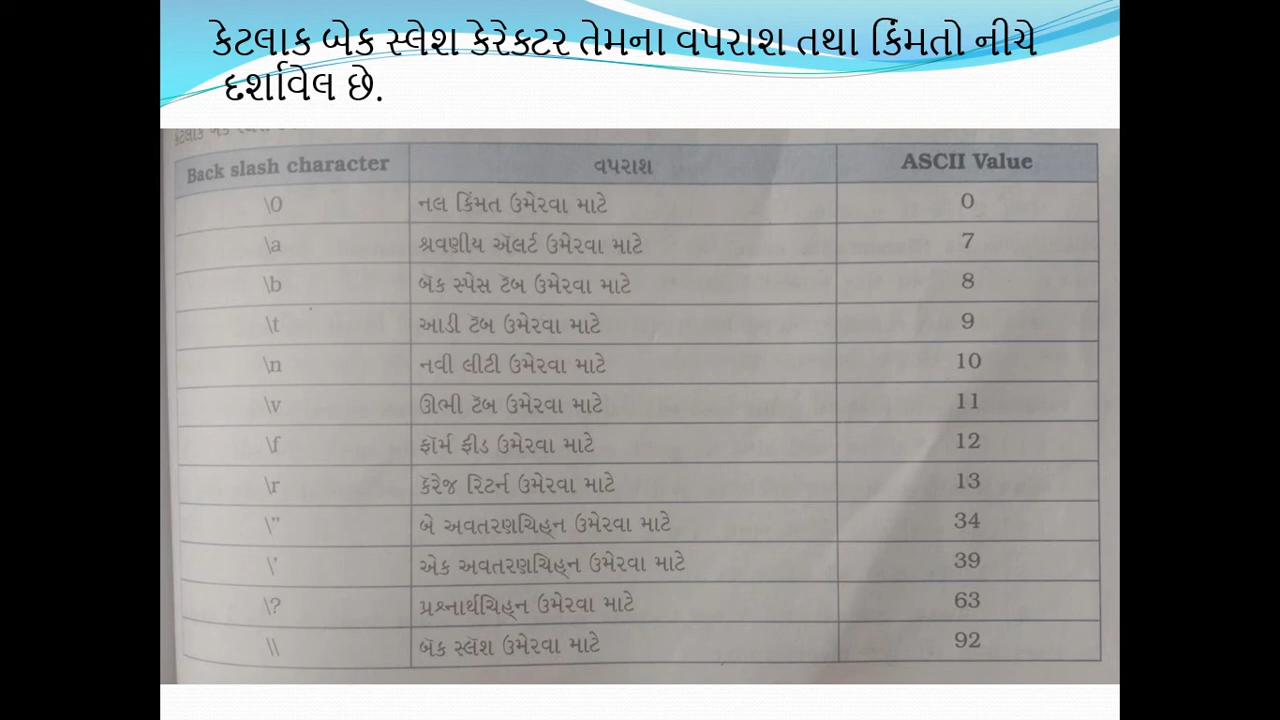 કેટલાક બેક સ્લેશ કેરેક્ટર તેમના વપરાશ તથા કિંમતો નીચે
દર્શાવેલ છે.
Back slash character વપરાશ ASCII Value
\0 નલ કિંમત ઉમેરવા માટે 0
\a શ્રવણીય ઍલર્ટ ઉમેરવા માટે 7
\b બૅક સ્પેસ ટૅબ ઉમેરવા માટે 8
\t આડી ટૅબ ઉમેરવા માટે 9
\n નવી લીટી ઉમેરવા માટે 10
\v ઊભી ટૅબ ઉમેરવા માટે 11
\f ફૉર્મ ફીડ ઉમેરવા માટે 12
\r કૅરેજ રિટર્ન ઉમેરવા માટે 13
\" બે અવતરણચિહ્ન ઉમેરવા માટે 34
\' એક અવતરણચિહ્ન ઉમેરવા માટે 39
\? પ્રશ્નાર્થચિહ્ન ઉમેરવા માટે 63
\\ બૅક સ્લૅશ ઉમેરવા માટે 92